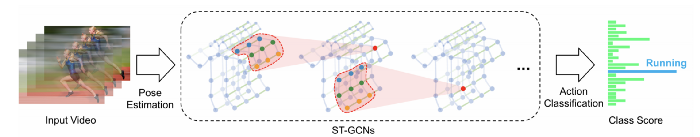 Input Video
Pose
Estimation
ST-GCNs
...
Action
Classification
Running
Class Score